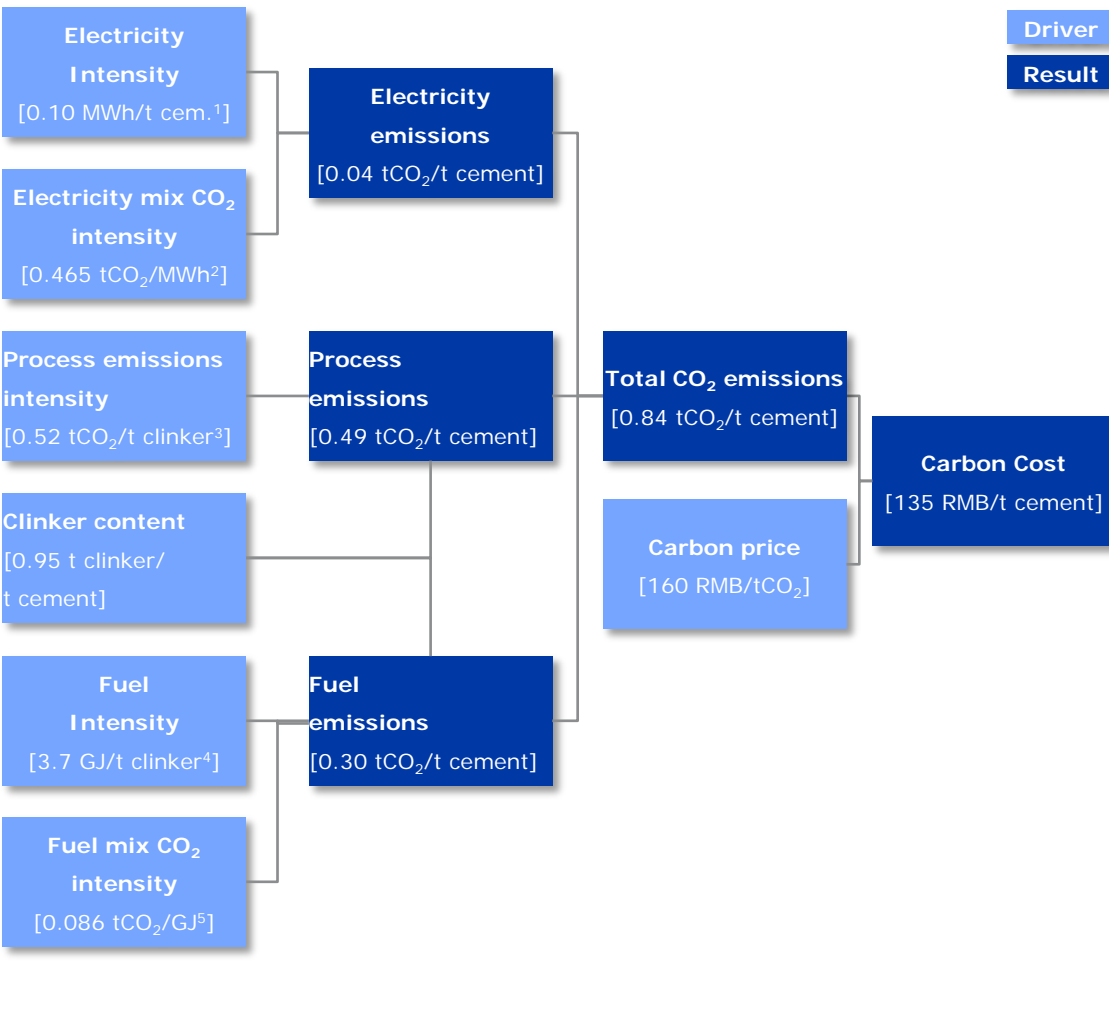 Electricity
Intensity
[0.10 MWh/t cem.¹]
Electricity mix CO₂
intensity
[0.465 tCO₂/MWh²]
Process emissions
intensity
[0.52 tCO₂/t clinker³]
Clinker content
[0.95 t clinker/
t cement]
Fuel
Intensity
[3.7 GJ/t clinker⁴]
Fuel mix CO₂
intensity
[0.086 tCO₂/GJ⁵]
Electricity
emissions
[0.04 tCO₂/t cement]
Process
emissions
[0.49 tCO₂/t cement]
Fuel
emissions
[0.30 tCO₂/t cement]
Total CO₂ emissions
[0.84 tCO₂/t cement]
Carbon price
[160 RMB/tCO₂]
Carbon Cost
[135 RMB/t cement]
Driver
Result